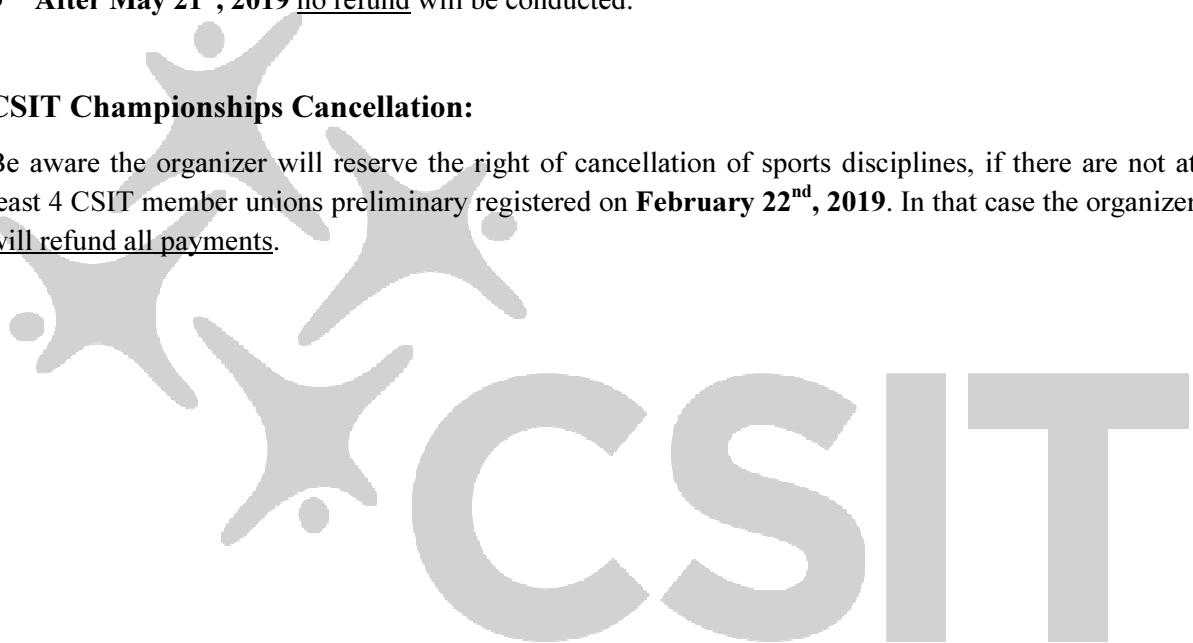 After May 21st, 2019 no refund will be conducted.
CSIT Championships Cancellation:
Be aware the organizer will reserve the right of cancellation of sports disciplines, if there are not at
least 4 CSIT member unions preliminary registered on February 22nd, 2019. In that case the organizer
will refund all payments.
CSIT